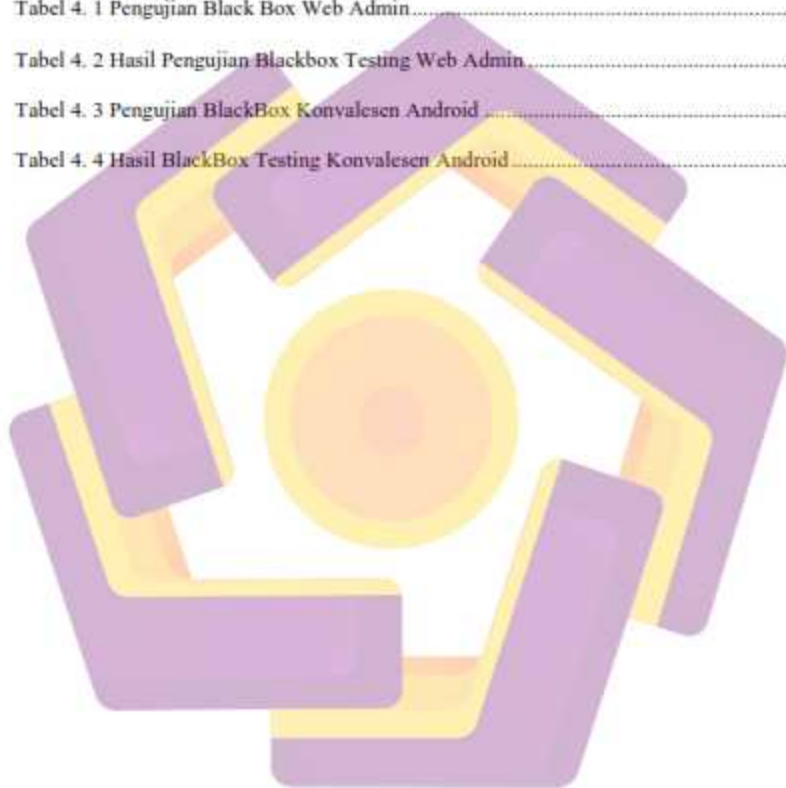 Tabel 4. 1 Pengujian Black Box Web Admin................................................................
Tabel 4. 2 Hasil Pengujian Blackbox Testing Web Admin............................................
Tabel 4. 3 Pengujian BlackBox Konvalesen Android ...................................................
Tabel 4. 4 Hasil BlackBox Testing Konvalesen Android..............................................